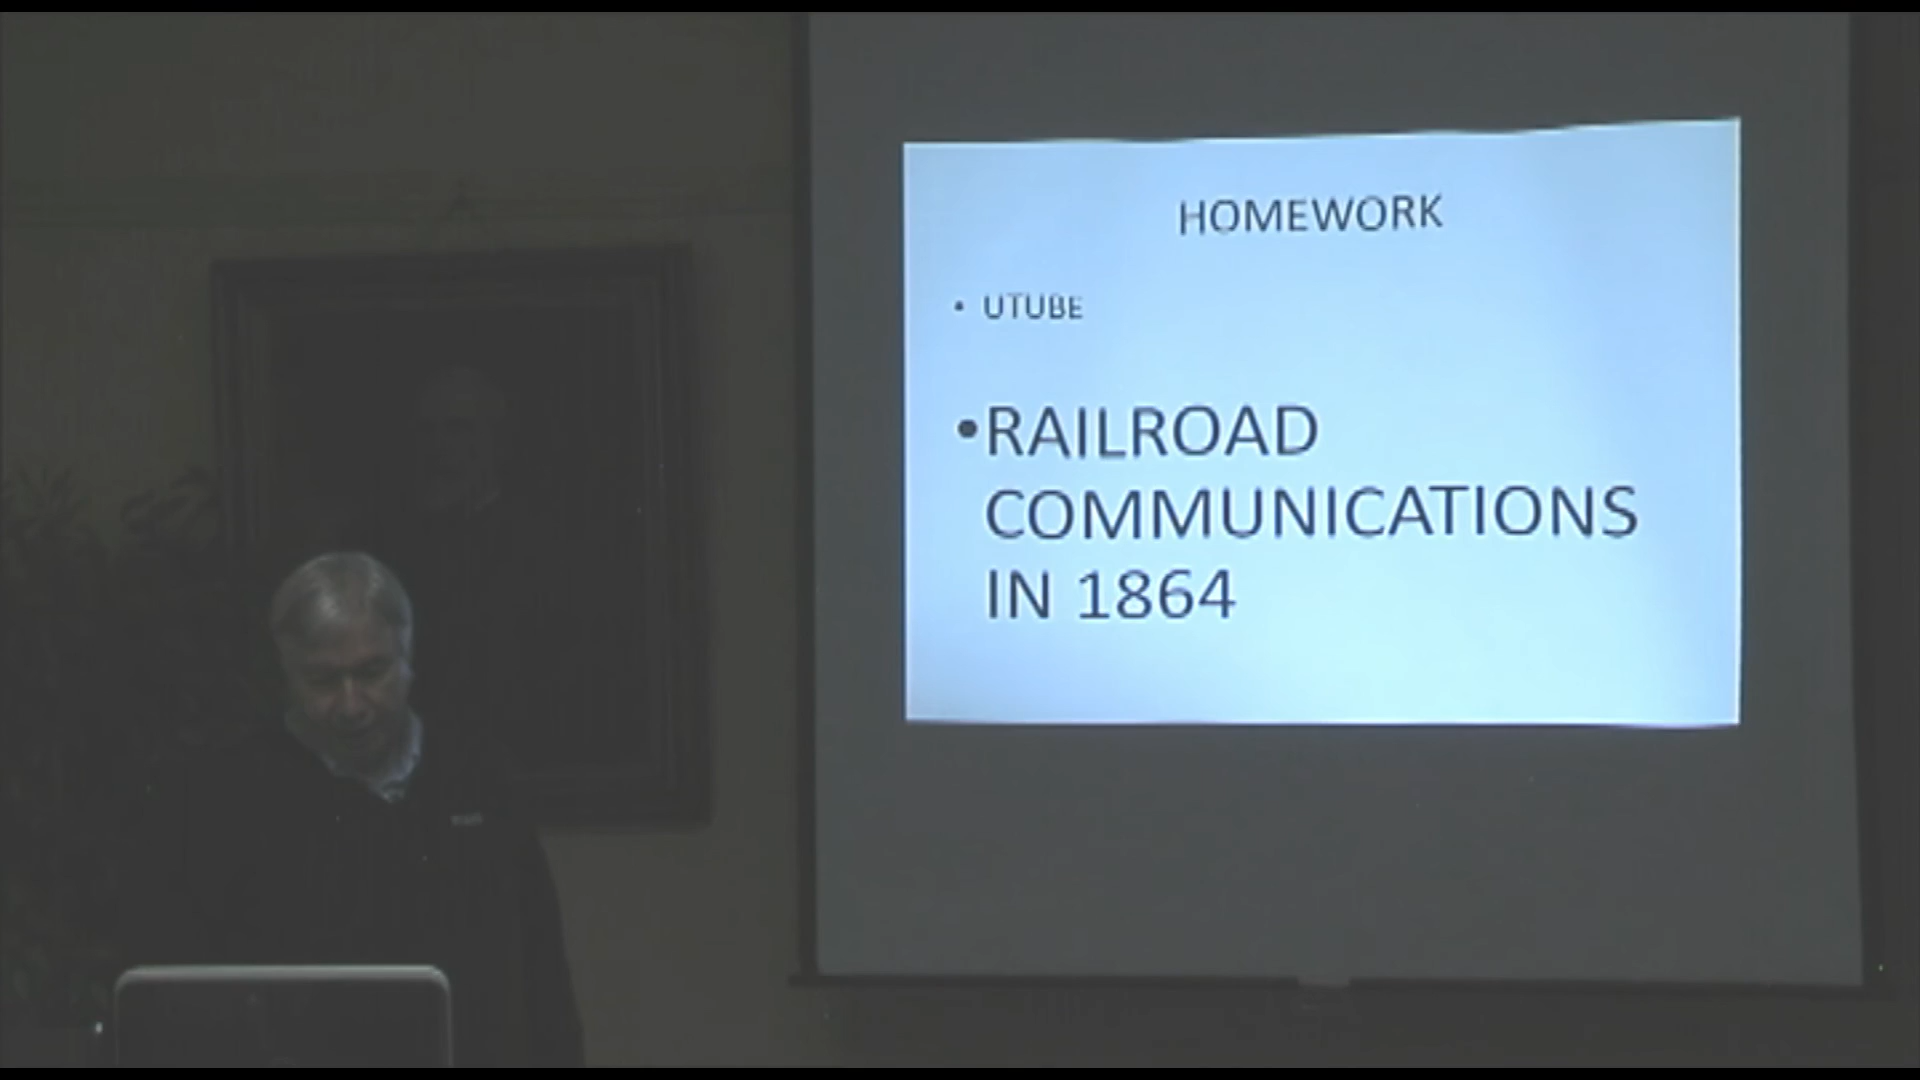 HOMEWORK
• UTUBE
•RAILROAD
COMMUNICATIONS
IN 1864